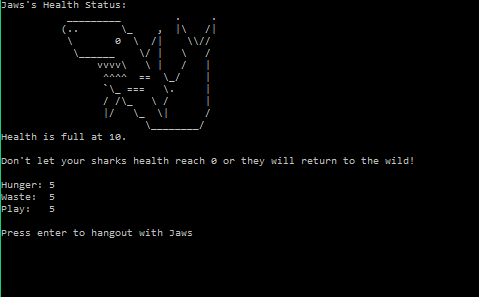 Jaws's Health Status:
Health is full at 10.
Don't let your sharks health reach 0 or they will return to the wild!
Hunger: 5
Waste:  5
Play:   5
Press enter to hangout with Jaws